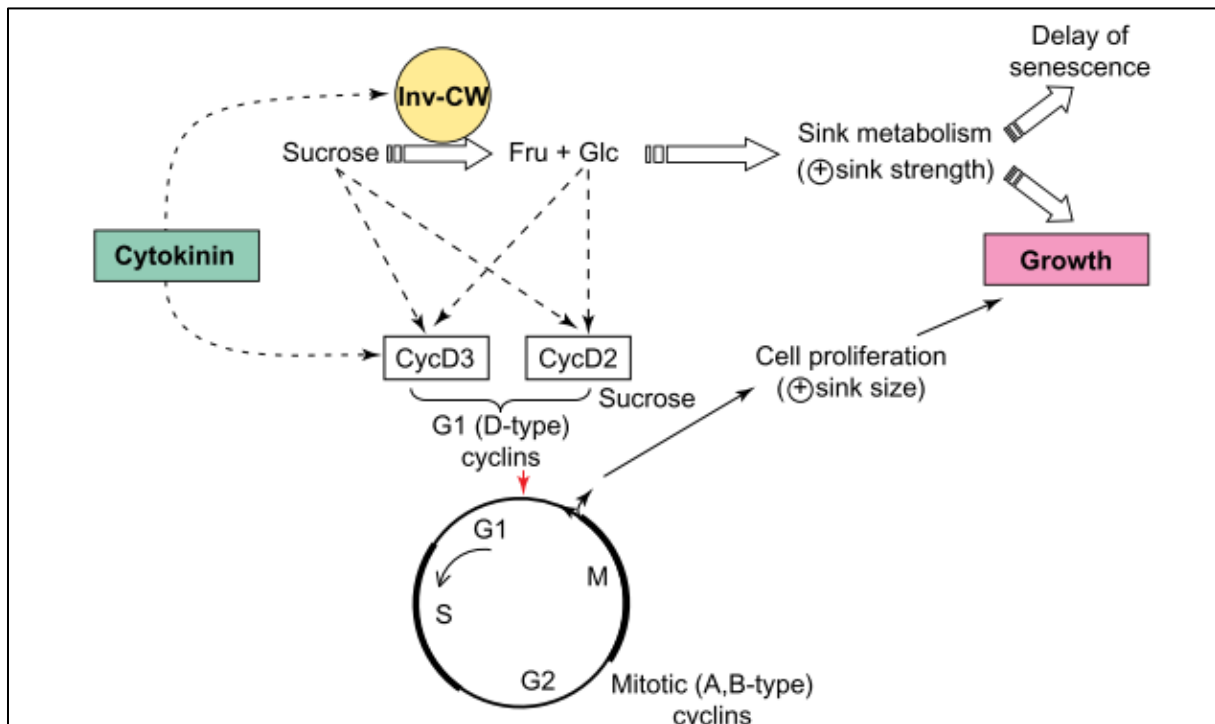 Delay of
senescence
Inv-CW
Sucrose
Fru + Glc
Sink metabolism
(⊕sink strength)
Cytokinin
Growth
CycD3
CycD2
Cell proliferation
(⊕sink size)
Sucrose
G1 (D-type)
cyclins
G1
M
S
G2
Mitotic (A,B-type)
cyclins